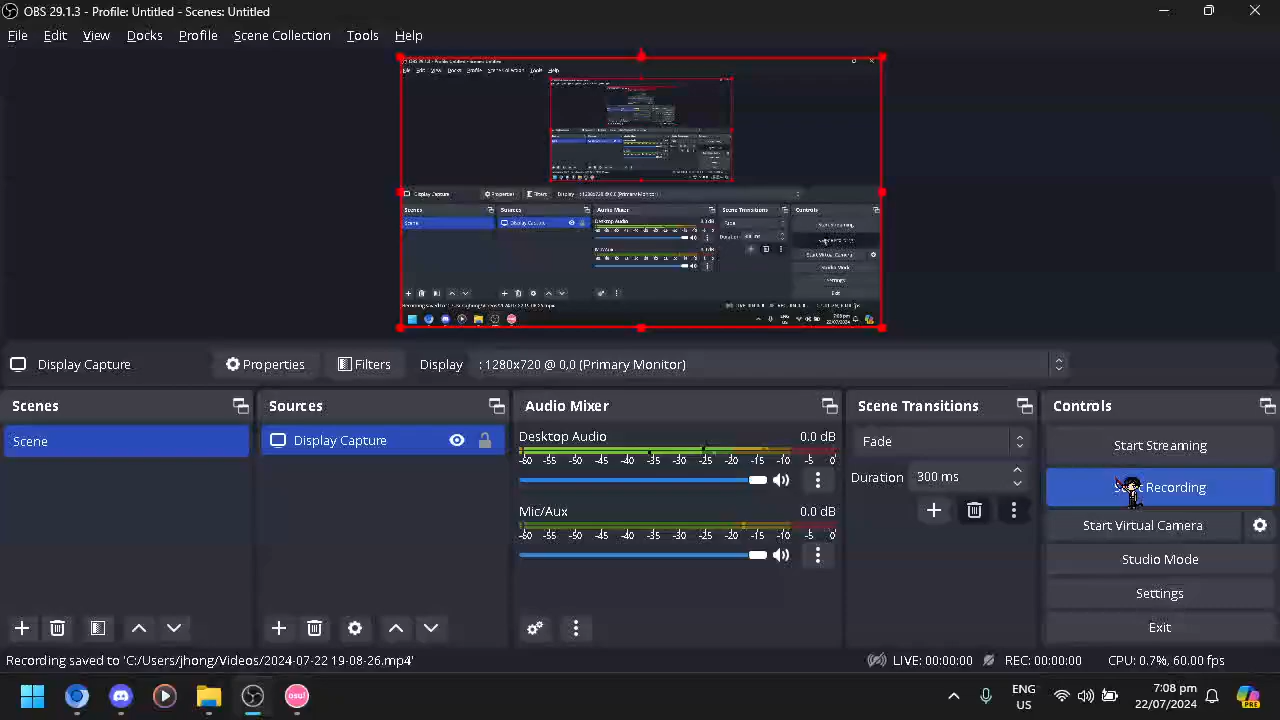 OBS 29.1.3 - Profile: Untitled - Scenes: Untitled
File Edit View Docks Profile Scene Collection Tools Help
Display Capture Properties Filters Display : 1280x720 @ 0,0 (Primary Monitor)
Scenes Sources Audio Mixer Scene Transitions Controls
Scene
Display Capture
Desktop Audio 0.0 dB
-60 -55 -50 -45 -40 -35 -30 -25 -20 -15 -10 -5 0
Mic/Aux 0.0 dB
-60 -55 -50 -45 -40 -35 -30 -25 -20 -15 -10 -5 0
Fade
Duration 300 ms
Start Streaming
Recording
Start Virtual Camera
Studio Mode
Settings
Exit
Recording saved to 'C:/Users/jhong/Videos/2024-07-22 19-08-26.mp4'
LIVE: 00:00:00 REC: 00:00:00 CPU: 0.7%, 60.00 fps
osu!
ENG
US
7:08 pm
22/07/2024
PRE